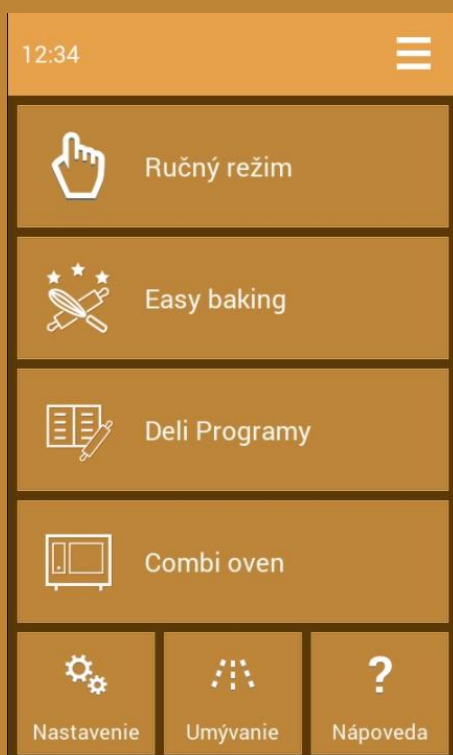 12:34
Ručný režim
Easy baking
Deli Programy
Combi oven
Nastavenie
Umývanie
?
Nápoveda